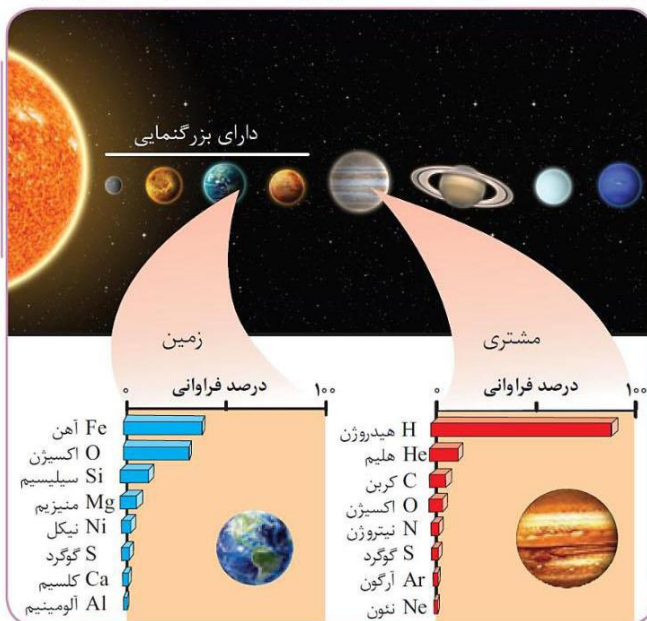 دارای بزرگنمایی
مشتری
زمین
درصد فراوانی
۰
۱۰۰
H هیدروژن
He هلیم
C کربن
O اکسیژن
N نیتروژن
S گوگرد
Ar آرگون
Ne نئون
درصد فراوانی
۰
۱۰۰
Fe آهن
O اکسیژن
Si سیلیسیم
Mg منیزیم
Ni نیکل
S گوگرد
Ca کلسیم
Al آلومینیم